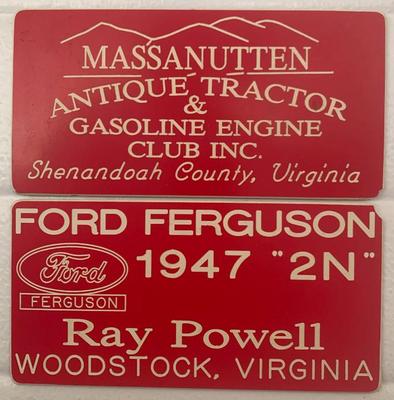 MASSANUTTEN
ANTIQUE TRACTOR
&
GASOLINE ENGINE
CLUB INC.
Shenandoah County, Virginia
FORD FERGUSON
Ford
FERGUSON
1947 "2N"
Ray Powell
WOODSTOCK, VIRGINIA